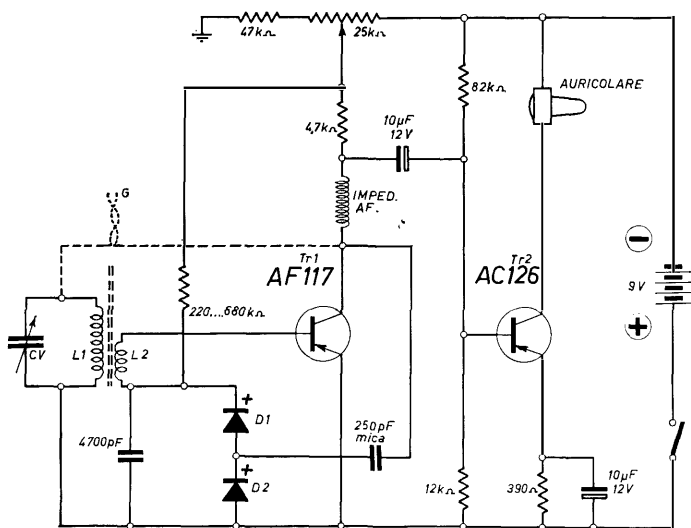 47kΩ
25kΩ
82kΩ
AURICOLARE
4,7kΩ
10µF
12V
IMPED.
AF.
G
Tr1
AF117
Tr2
AC126
−
9V
+
220....680kΩ
CV
L1
L2
+
D1
250pF
mica
4700pF
+
D2
12kΩ
390Ω
10µF
12V